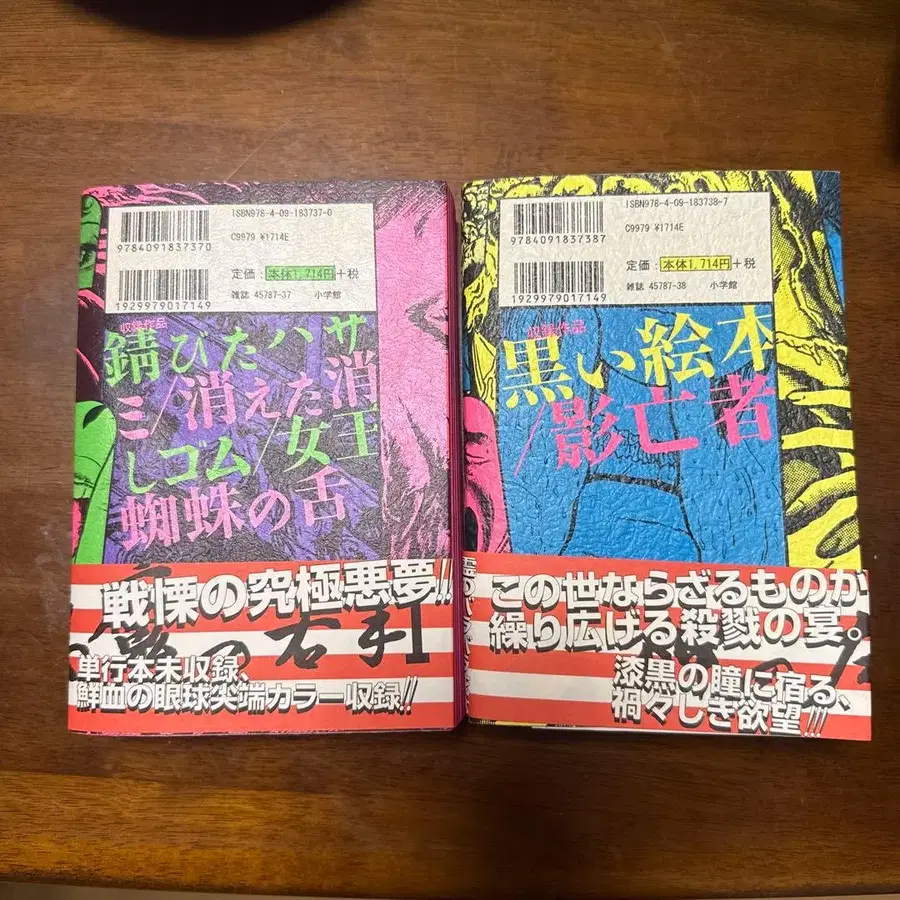 ISBN978-4-09-183737-0
9784091837370
C9979 ¥1714E
定価：本体1,714円+税
1929979017149
雑誌 45787-37 小学館
収録作品
錆びたハサ
ミ/消えた消
しゴム/女王
蜘蛛の舌
戦慄の究極悪夢!!
の右手1
単行本未収録、
鮮血の眼球尖端カラー収録!!
ISBN978-4-09-183738-7
9784091837387
C9979 ¥1714E
定価：本体1,714円+税
1929979017149
雑誌 45787-38 小学館
収録作品
黒い絵本
/影亡者
この世ならざるものが
繰り広げる殺戮の宴。
漆黒の瞳に宿る、
禍々しき欲望!!!